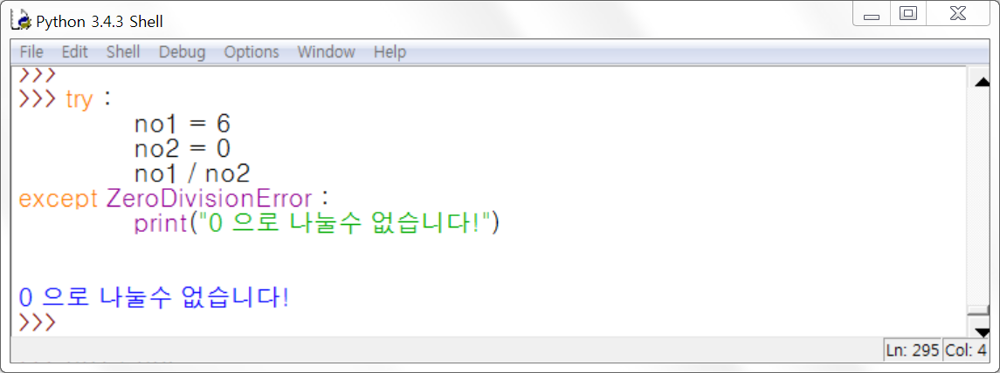 Python 3.4.3 Shell
File Edit Shell Debug Options Window Help
>>>
>>> try :
no1 = 6
no2 = 0
no1 / no2
except ZeroDivisionError :
print("0 으로 나눌수 없습니다!")
0 으로 나눌수 없습니다!
>>>
Ln: 295 Col: 4